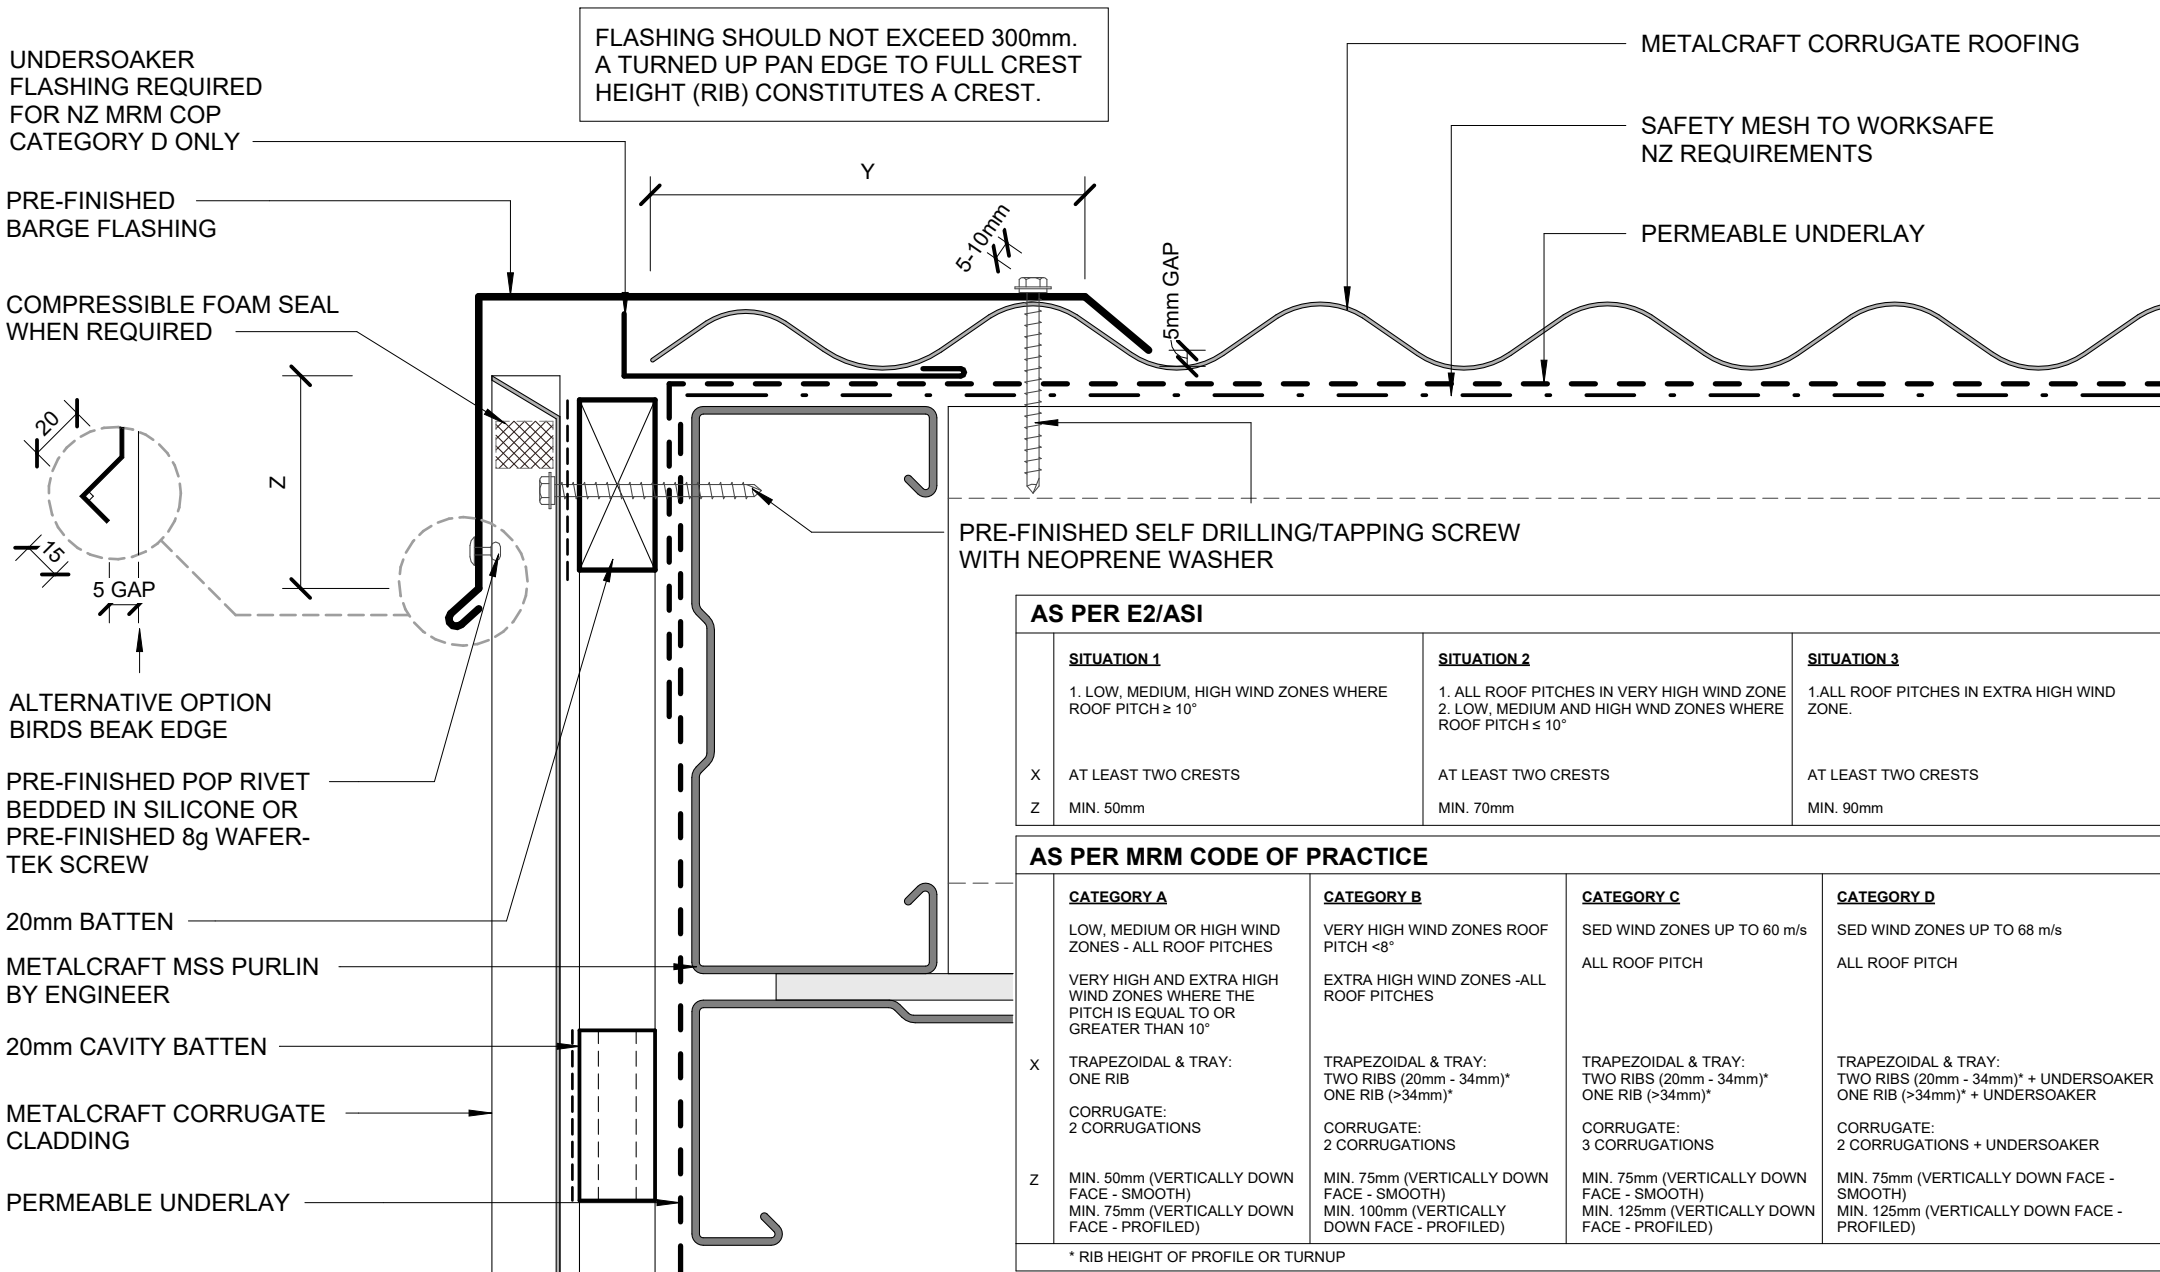 UNDERSOAKER
FLASHING REQUIRED
FOR NZ MRM COP
CATEGORY D ONLY
PRE-FINISHED
BARGE FLASHING
COMPRESSIBLE FOAM SEAL
WHEN REQUIRED
FLASHING SHOULD NOT EXCEED 300mm.
A TURNED UP PAN EDGE TO FULL CREST
HEIGHT (RIB) CONSTITUTES A CREST.
METALCRAFT CORRUGATE ROOFING
SAFETY MESH TO WORKSAFE
NZ REQUIREMENTS
PERMEABLE UNDERLAY
Y
5-10mm
5mm GAP
20
Z
15
5 GAP
ALTERNATIVE OPTION
BIRDS BEAK EDGE
PRE-FINISHED POP RIVET
BEDDED IN SILICONE OR
PRE-FINISHED 8g WAFER-
TEK SCREW
20mm BATTEN
METALCRAFT MSS PURLIN
BY ENGINEER
20mm CAVITY BATTEN
METALCRAFT CORRUGATE
CLADDING
PERMEABLE UNDERLAY
PRE-FINISHED SELF DRILLING/TAPPING SCREW
WITH NEOPRENE WASHER
AS PER E2/ASI
SITUATION 1
1. LOW, MEDIUM, HIGH WIND ZONES WHERE
ROOF PITCH ≥ 10°
SITUATION 2
1. ALL ROOF PITCHES IN VERY HIGH WIND ZONE
2. LOW, MEDIUM AND HIGH WND ZONES WHERE
ROOF PITCH ≤ 10°
SITUATION 3
1.ALL ROOF PITCHES IN EXTRA HIGH WIND
ZONE.
X AT LEAST TWO CRESTS AT LEAST TWO CRESTS AT LEAST TWO CRESTS
Z MIN. 50mm MIN. 70mm MIN. 90mm
AS PER MRM CODE OF PRACTICE
CATEGORY A
LOW, MEDIUM OR HIGH WIND
ZONES - ALL ROOF PITCHES
VERY HIGH AND EXTRA HIGH
WIND ZONES WHERE THE
PITCH IS EQUAL TO OR
GREATER THAN 10°
CATEGORY B
VERY HIGH WIND ZONES ROOF
PITCH <8°
EXTRA HIGH WIND ZONES -ALL
ROOF PITCHES
CATEGORY C
SED WIND ZONES UP TO 60 m/s
ALL ROOF PITCH
CATEGORY D
SED WIND ZONES UP TO 68 m/s
ALL ROOF PITCH
X
TRAPEZOIDAL & TRAY:
ONE RIB
CORRUGATE:
2 CORRUGATIONS
TRAPEZOIDAL & TRAY:
TWO RIBS (20mm - 34mm)*
ONE RIB (>34mm)*
CORRUGATE:
2 CORRUGATIONS
TRAPEZOIDAL & TRAY:
TWO RIBS (20mm - 34mm)*
ONE RIB (>34mm)*
CORRUGATE:
3 CORRUGATIONS
TRAPEZOIDAL & TRAY:
TWO RIBS (20mm - 34mm)* + UNDERSOAKER
ONE RIB (>34mm)* + UNDERSOAKER
CORRUGATE:
2 CORRUGATIONS + UNDERSOAKER
Z
MIN. 50mm (VERTICALLY DOWN
FACE - SMOOTH)
MIN. 75mm (VERTICALLY DOWN
FACE - PROFILED)
MIN. 75mm (VERTICALLY DOWN
FACE - SMOOTH)
MIN. 100mm (VERTICALLY
DOWN FACE - PROFILED)
MIN. 75mm (VERTICALLY DOWN
FACE - SMOOTH)
MIN. 125mm (VERTICALLY DOWN
FACE - PROFILED)
MIN. 75mm (VERTICALLY DOWN FACE -
SMOOTH)
MIN. 125mm (VERTICALLY DOWN FACE -
PROFILED)
* RIB HEIGHT OF PROFILE OR TURNUP